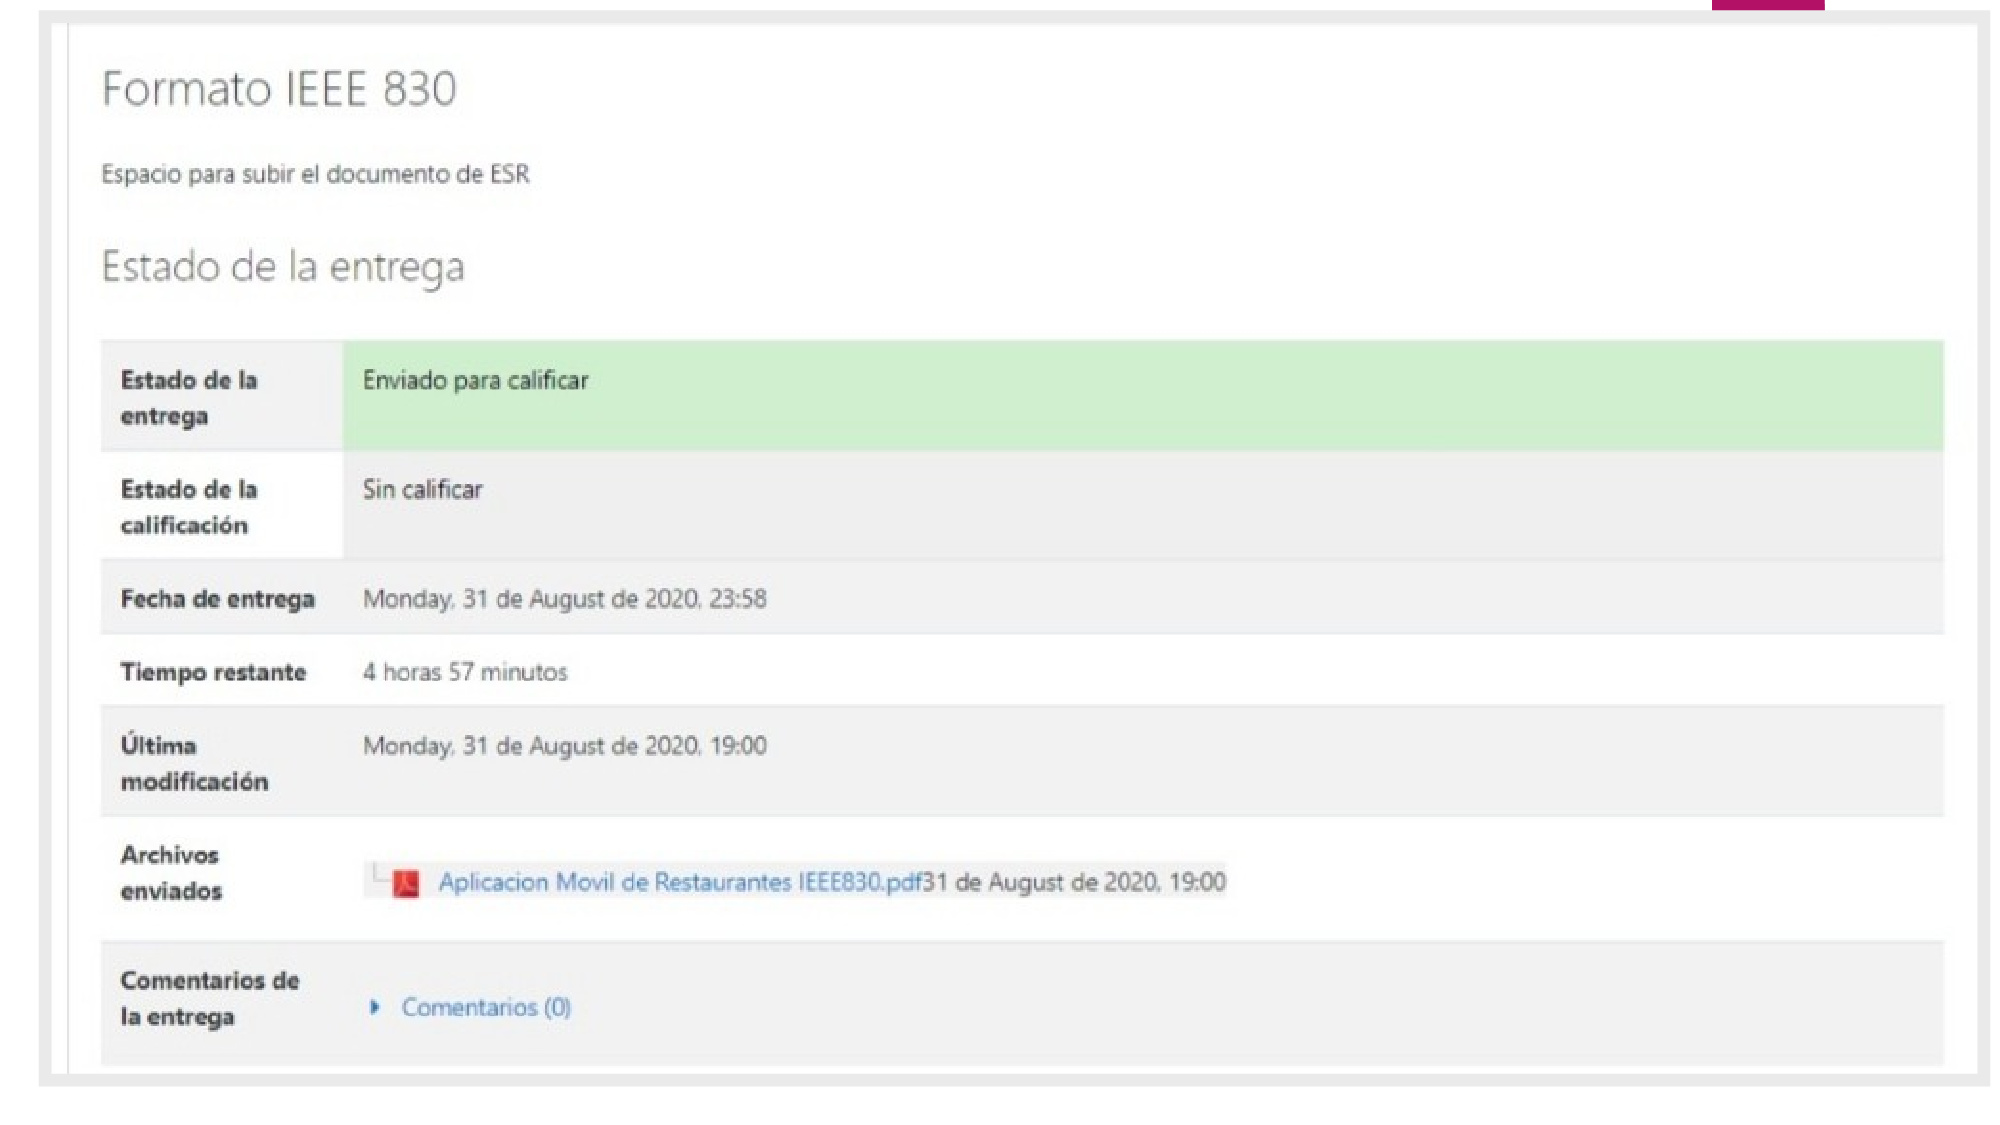 Formato IEEE 830
Espacio para subir el documento de ESR
Estado de la entrega
Estado de la
entrega
Enviado para calificar
Estado de la
calificación
Sin calificar
Fecha de entrega
Monday, 31 de August de 2020, 23:58
Tiempo restante
4 horas 57 minutos
Última
modificación
Monday, 31 de August de 2020, 19:00
Archivos
enviados
Aplicacion Movil de Restaurantes IEEE830.pdf31 de August de 2020, 19:00
Comentarios de
la entrega
Comentarios (0)